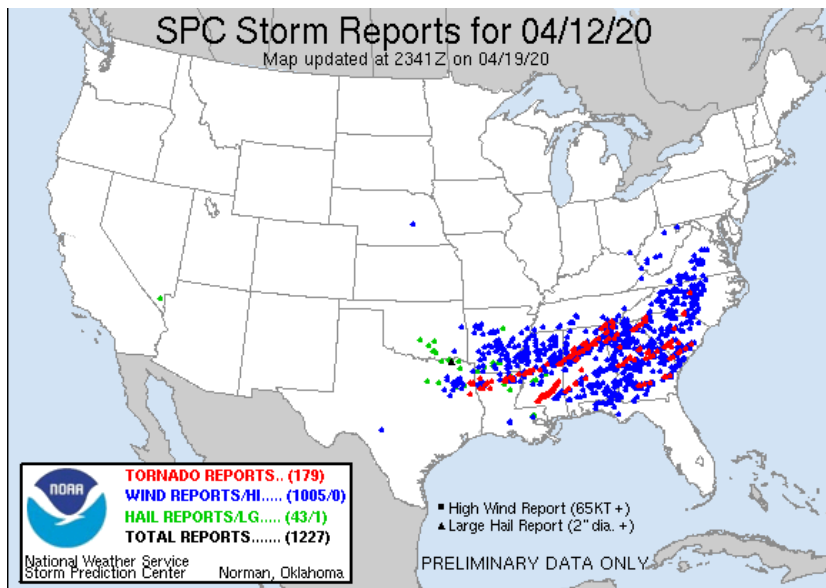 SPC Storm Reports for 04/12/20
Map updated at 2341Z on 04/19/20
NOAA
TORNADO REPORTS.. (179)
WIND REPORTS/HI..... (1005/0)
HAIL REPORTS/LG..... (43/1)
TOTAL REPORTS....... (1227)
National Weather Service
Storm Prediction Center Norman, Oklahoma
High Wind Report (65KT +)
Large Hail Report (2" dia. +)
PRELIMINARY DATA ONLY